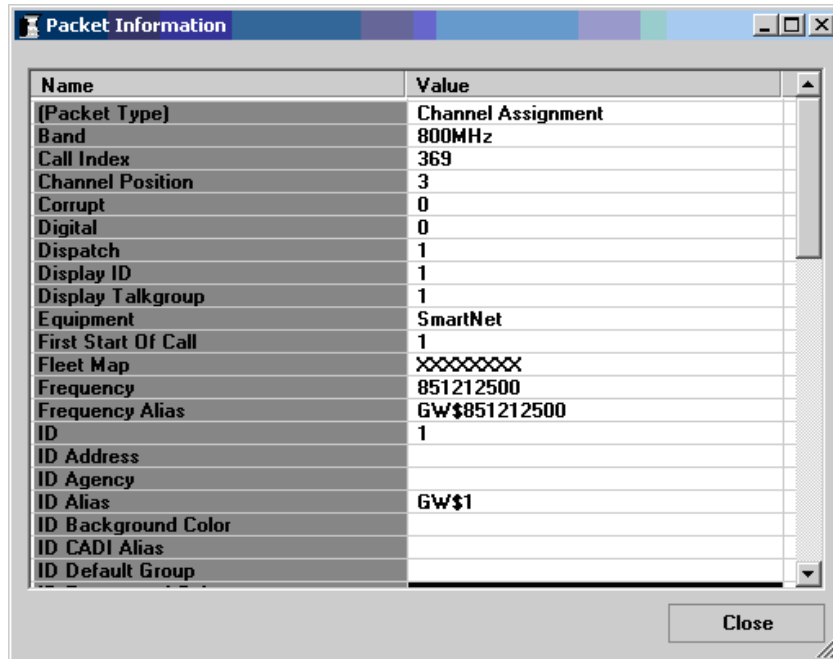 Packet Information
Name Value
(Packet Type) Channel Assignment
Band 800MHz
Call Index 369
Channel Position 3
Corrupt 0
Digital 0
Dispatch 1
Display ID 1
Display Talkgroup 1
Equipment SmartNet
First Start Of Call 1
Fleet Map XXXXXXXX
Frequency 851212500
Frequency Alias GW$851212500
ID 1
ID Address
ID Agency
ID Alias GW$1
ID Background Color
ID CADI Alias
ID Default Group
Close